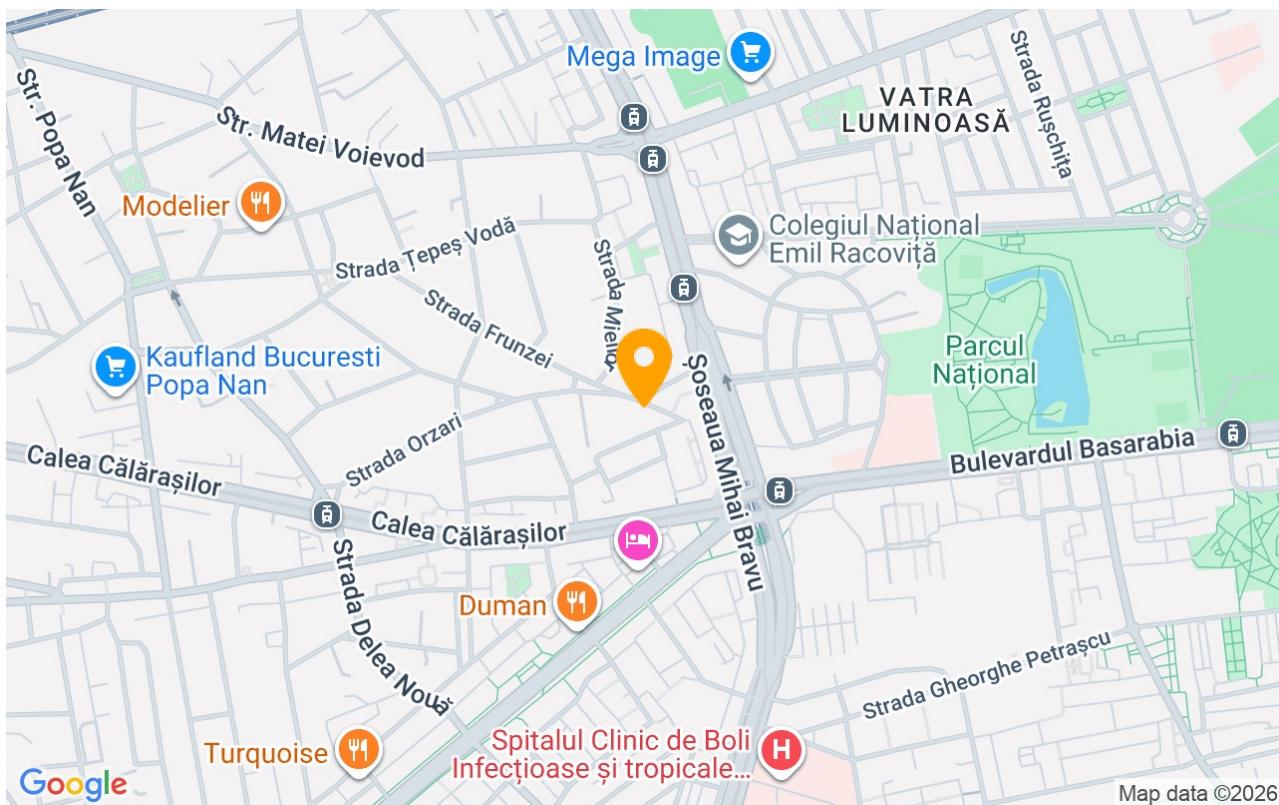 Mega Image
VATRA
LUMINOASĂ
Strada Rușchița
Str. Popa Nan
Str. Matei Voievod
Modelier
Colegiul Național
Emil Racoviță
Strada Țepeș Vodă
Strada Mieilor
Strada Frunzei
Parcul
Național
Kaufland Bucuresti
Popa Nan
Șoseaua Mihai Bravu
Strada Orzari
Bulevardul Basarabia
Calea Călărașilor
Calea Călărașilor
Strada Delea Nouă
Duman
Strada Gheorghe Petrașcu
Turquoise
Spitalul Clinic de Boli
Infecțioase și tropicale...
H
Google
Map data ©2026